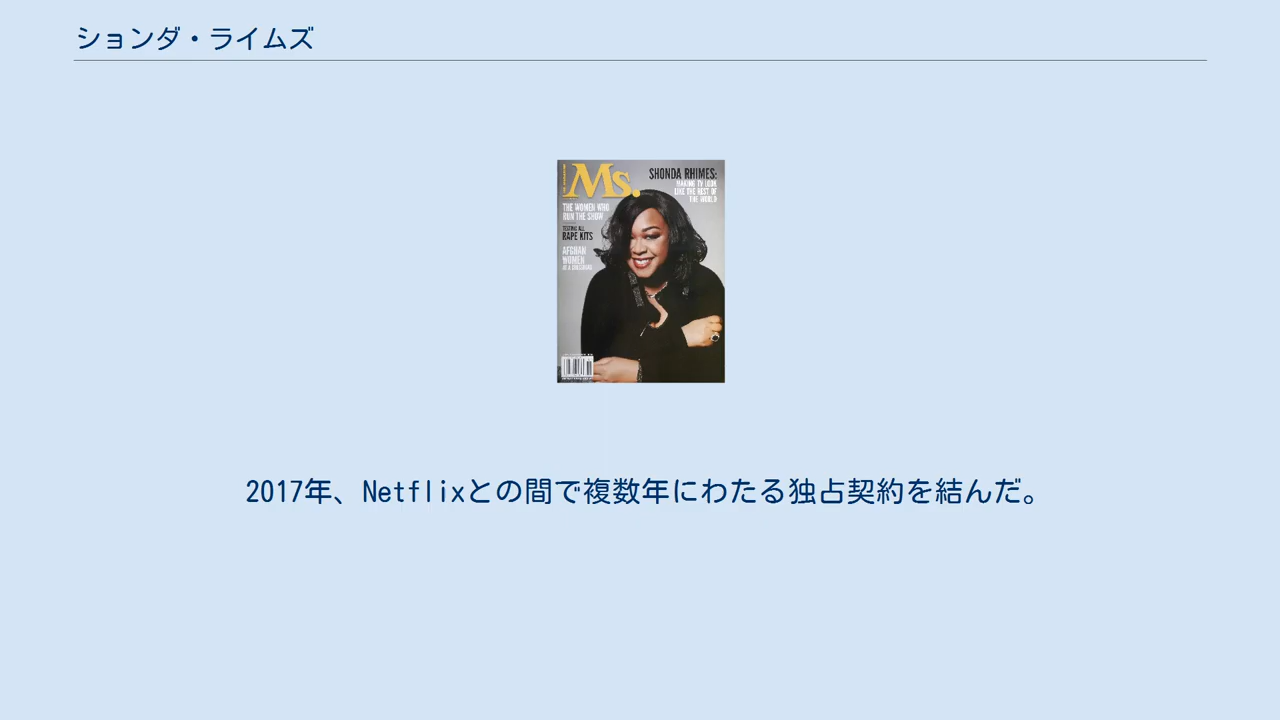 ションダ・ライムズ
Ms.
SHONDA RHIMES:
MAKING TV LOOK
LIKE THE REST OF
THE WORLD
THE WOMEN WHO
RUN THE SHOW
TESTING ALL
RAPE KITS
AFGHAN
WOMEN
AT A CROSSROADS
2017年、Netflixとの間で複数年にわたる独占契約を結んだ。